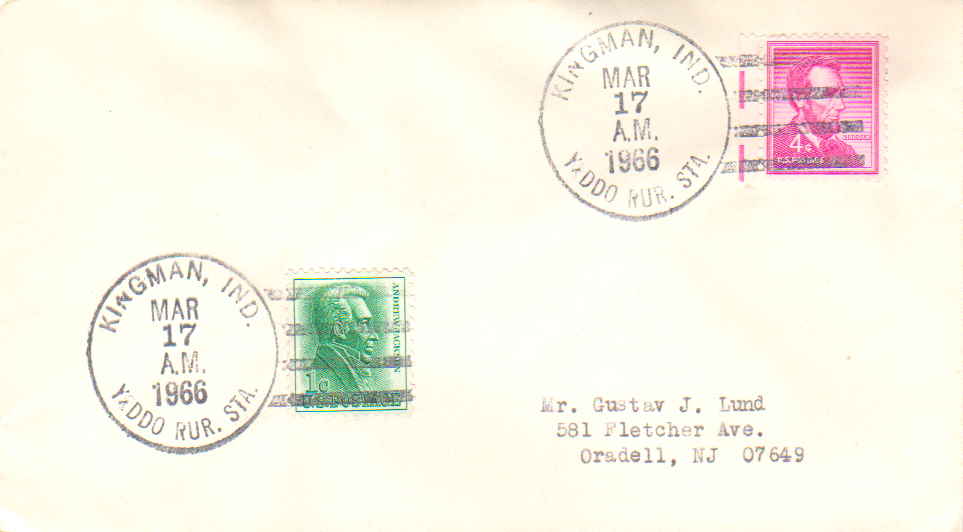 KINGMAN, IND.
MAR
17
A.M.
1966
YADDO RUR. STA.
4¢
U.S. POSTAGE
KINGMAN, IND.
MAR
17
A.M.
1966
YADDO RUR. STA.
ANDREW JACKSON
1¢
U.S. POSTAGE
Mr. Gustav J. Lund
581 Fletcher Ave.
Oradell, NJ 07649